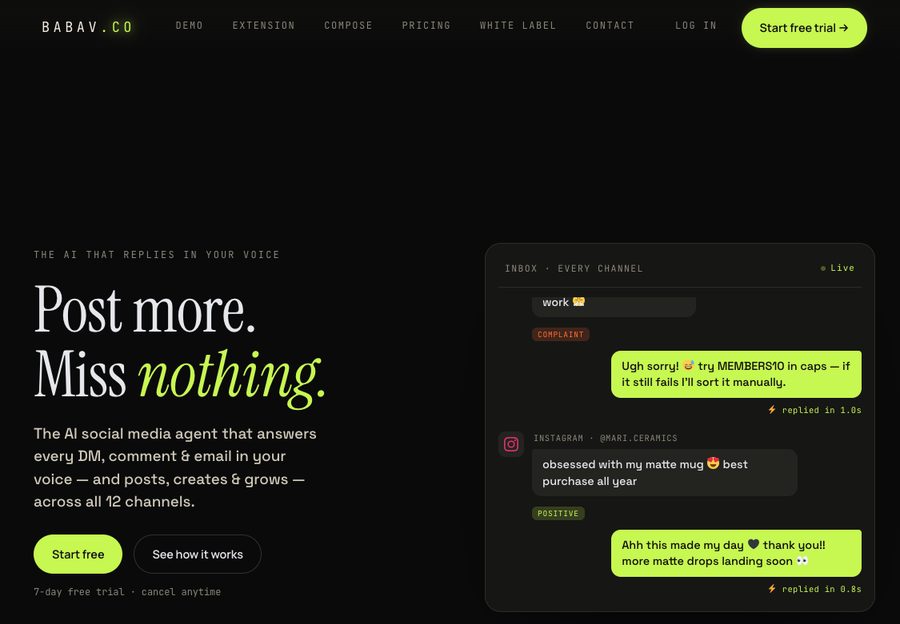 BABAV.CO
DEMO EXTENSION COMPOSE PRICING WHITE LABEL CONTACT LOG IN Start free trial →
THE AI THAT REPLIES IN YOUR VOICE
Post more.
Miss nothing.
The AI social media agent that answers
every DM, comment & email in your
voice — and posts, creates & grows —
across all 12 channels.
Start free See how it works
7-day free trial · cancel anytime
INBOX · EVERY CHANNEL Live
work 😤
COMPLAINT
Ugh sorry! 😅 try MEMBERS10 in caps — if
it still fails I'll sort it manually.
⚡ replied in 1.0s
INSTAGRAM · @MARI.CERAMICS
obsessed with my matte mug 😍 best
purchase all year
POSITIVE
Ahh this made my day 🖤 thank you!!
more matte drops landing soon 👀
⚡ replied in 0.8s